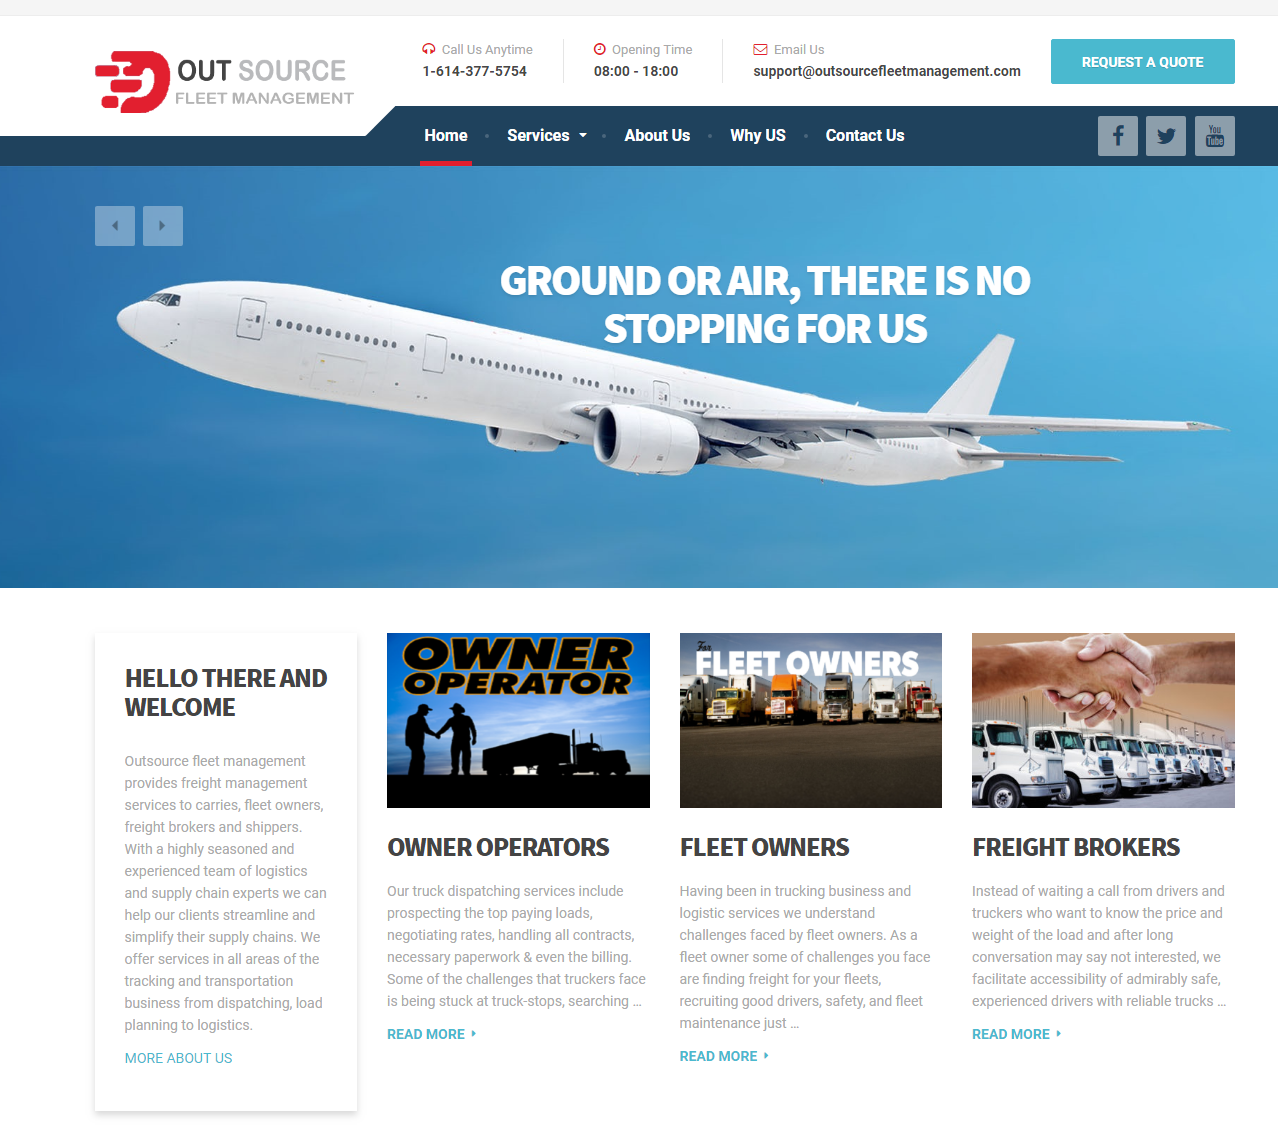 OUT SOURCE
FLEET MANAGEMENT
Call Us Anytime
1-614-377-5754
Opening Time
08:00 - 18:00
Email Us
support@outsourcefleetmanagement.com
REQUEST A QUOTE
Home
Services
About Us
Why US
Contact Us
You
Tube
GROUND OR AIR, THERE IS NO
STOPPING FOR US
HELLO THERE AND
WELCOME
Outsource fleet management
provides freight management
services to carries, fleet owners,
freight brokers and shippers.
With a highly seasoned and
experienced team of logistics
and supply chain experts we can
help our clients streamline and
simplify their supply chains. We
offer services in all areas of the
tracking and transportation
business from dispatching, load
planning to logistics.
MORE ABOUT US
OWNER
OPERATOR
OWNER OPERATORS
Our truck dispatching services include
prospecting the top paying loads,
negotiating rates, handling all contracts,
necessary paperwork & even the billing.
Some of the challenges that truckers face
is being stuck at truck-stops, searching ...
READ MORE
For
FLEET OWNERS
FLEET OWNERS
Having been in trucking business and
logistic services we understand
challenges faced by fleet owners. As a
fleet owner some of challenges you face
are finding freight for your fleets,
recruiting good drivers, safety, and fleet
maintenance just ...
READ MORE
FREIGHT BROKERS
Instead of waiting a call from drivers and
truckers who want to know the price and
weight of the load and after long
conversation may say not interested, we
facilitate accessibility of admirably safe,
experienced drivers with reliable trucks ...
READ MORE